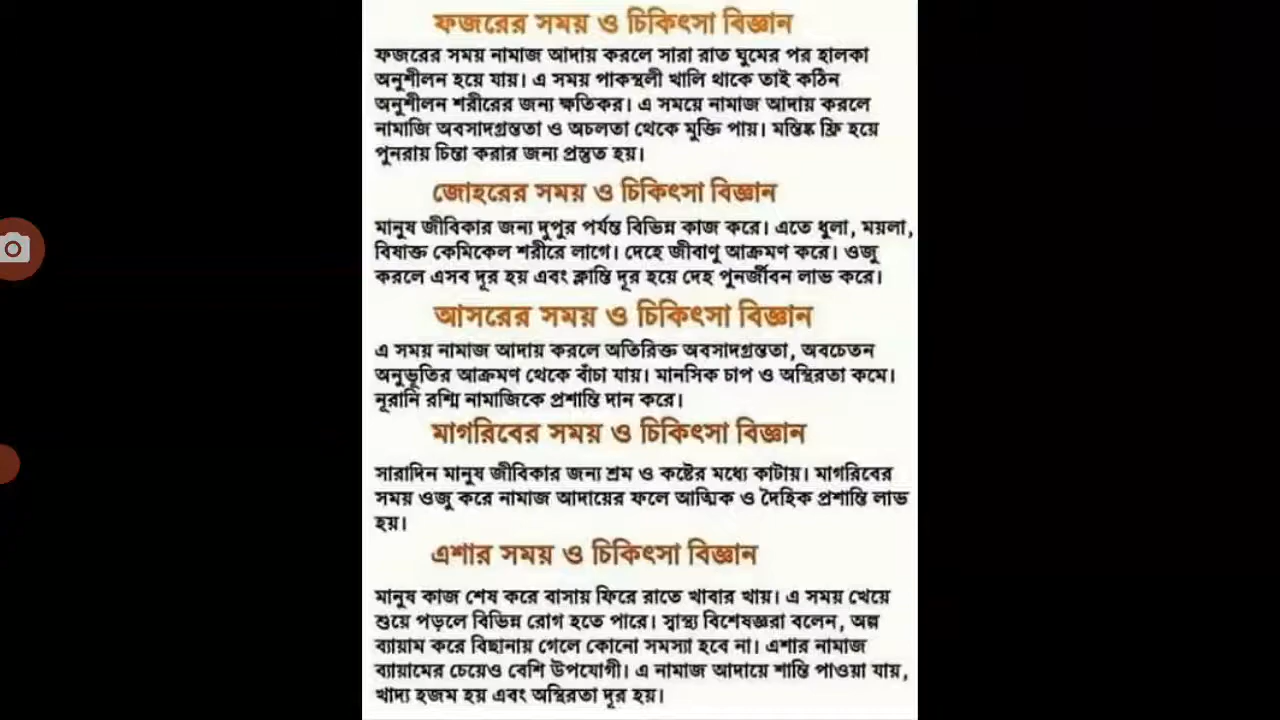 ফজরের সময় ও চিকিৎসা বিজ্ঞান
ফজরের সময় নামাজ আদায় করলে সারা রাত ঘুমের পর হালকা
অনুশীলন হয়ে যায়। এ সময় পাকস্থলী খালি থাকে তাই কঠিন
অনুশীলন শরীরের জন্য ক্ষতিকর। এ সময়ে নামাজ আদায় করলে
নামাজি অবসাদগ্রস্ততা ও অচলতা থেকে মুক্তি পায়। মস্তিষ্ক ফ্রি হয়ে
পুনরায় চিন্তা করার জন্য প্রস্তুত হয়।
জোহরের সময় ও চিকিৎসা বিজ্ঞান
মানুষ জীবিকার জন্য দুপুর পর্যন্ত বিভিন্ন কাজ করে। এতে ধুলা, ময়লা,
বিষাক্ত কেমিকেল শরীরে লাগে। দেহে জীবাণু আক্রমণ করে। ওজু
করলে এসব দূর হয় এবং ক্লান্তি দূর হয়ে দেহ পুনর্জীবন লাভ করে।
আসরের সময় ও চিকিৎসা বিজ্ঞান
এ সময় নামাজ আদায় করলে অতিরিক্ত অবসাদগ্রস্ততা, অবচেতন
অনুভূতির আক্রমণ থেকে বাঁচা যায়। মানসিক চাপ ও অস্থিরতা কমে।
নূরানি রশ্মি নামাজিকে প্রশান্তি দান করে।
মাগরিবের সময় ও চিকিৎসা বিজ্ঞান
সারাদিন মানুষ জীবিকার জন্য শ্রম ও কষ্টের মধ্যে কাটায়। মাগরিবের
সময় ওজু করে নামাজ আদায়ের ফলে আত্মিক ও দৈহিক প্রশান্তি লাভ
হয়।
এশার সময় ও চিকিৎসা বিজ্ঞান
মানুষ কাজ শেষ করে বাসায় ফিরে রাতে খাবার খায়। এ সময় খেয়ে
শুয়ে পড়লে বিভিন্ন রোগ হতে পারে। স্বাস্থ্য বিশেষজ্ঞরা বলেন, অল্প
ব্যায়াম করে বিছানায় গেলে কোনো সমস্যা হবে না। এশার নামাজ
ব্যায়ামের চেয়েও বেশি উপযোগী। এ নামাজ আদায়ে শান্তি পাওয়া যায়,
খাদ্য হজম হয় এবং অস্থিরতা দূর হয়।